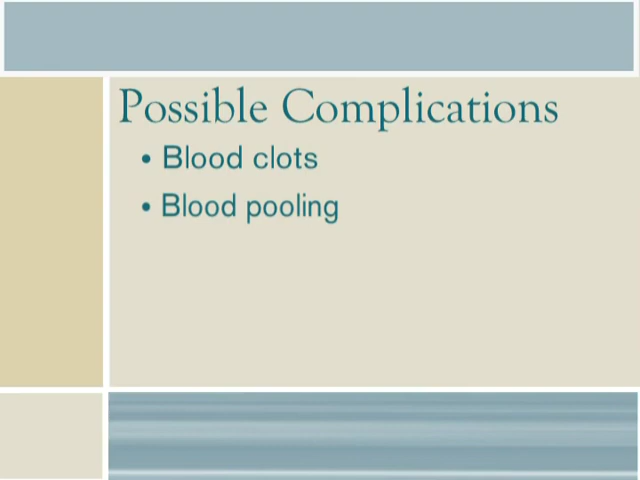 Possible Complications
• Blood clots
• Blood pooling